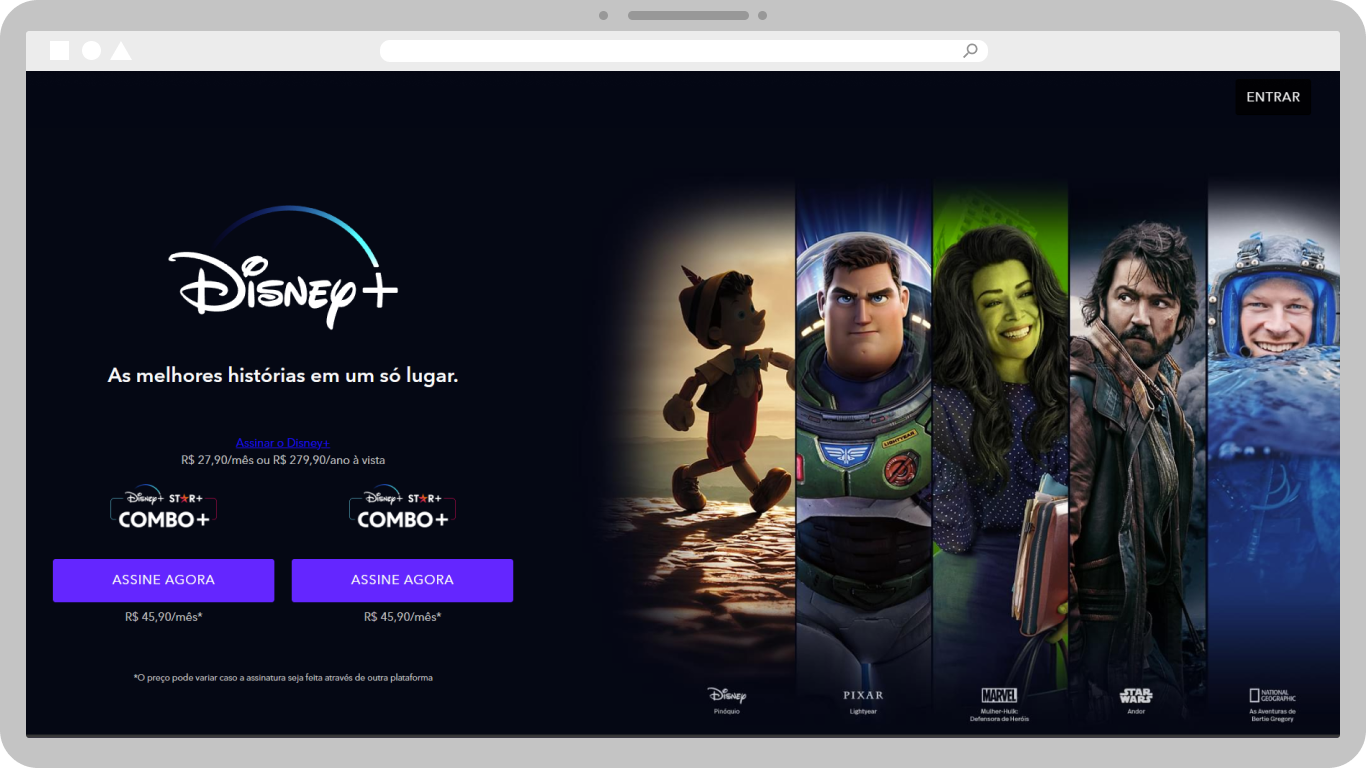 ENTRAR
Disney+
As melhores histórias em um só lugar.
Assinar o Disney+
R$ 27,90/mês ou R$ 279,90/ano à vista
Disney+ STAR+
COMBO+
Disney+ STAR+
COMBO+
ASSINE AGORA
ASSINE AGORA
R$ 45,90/mês*
R$ 45,90/mês*
*O preço pode variar caso a assinatura seja feita através de outra plataforma
LIGHTYEAR
Disney
Pinóquio
PIXAR
Lightyear
MARVEL
Mulher-Hulk:
Defensora de Heróis
STAR
WARS
Andor
NATIONAL
GEOGRAPHIC
As Aventuras de
Bertie Gregory